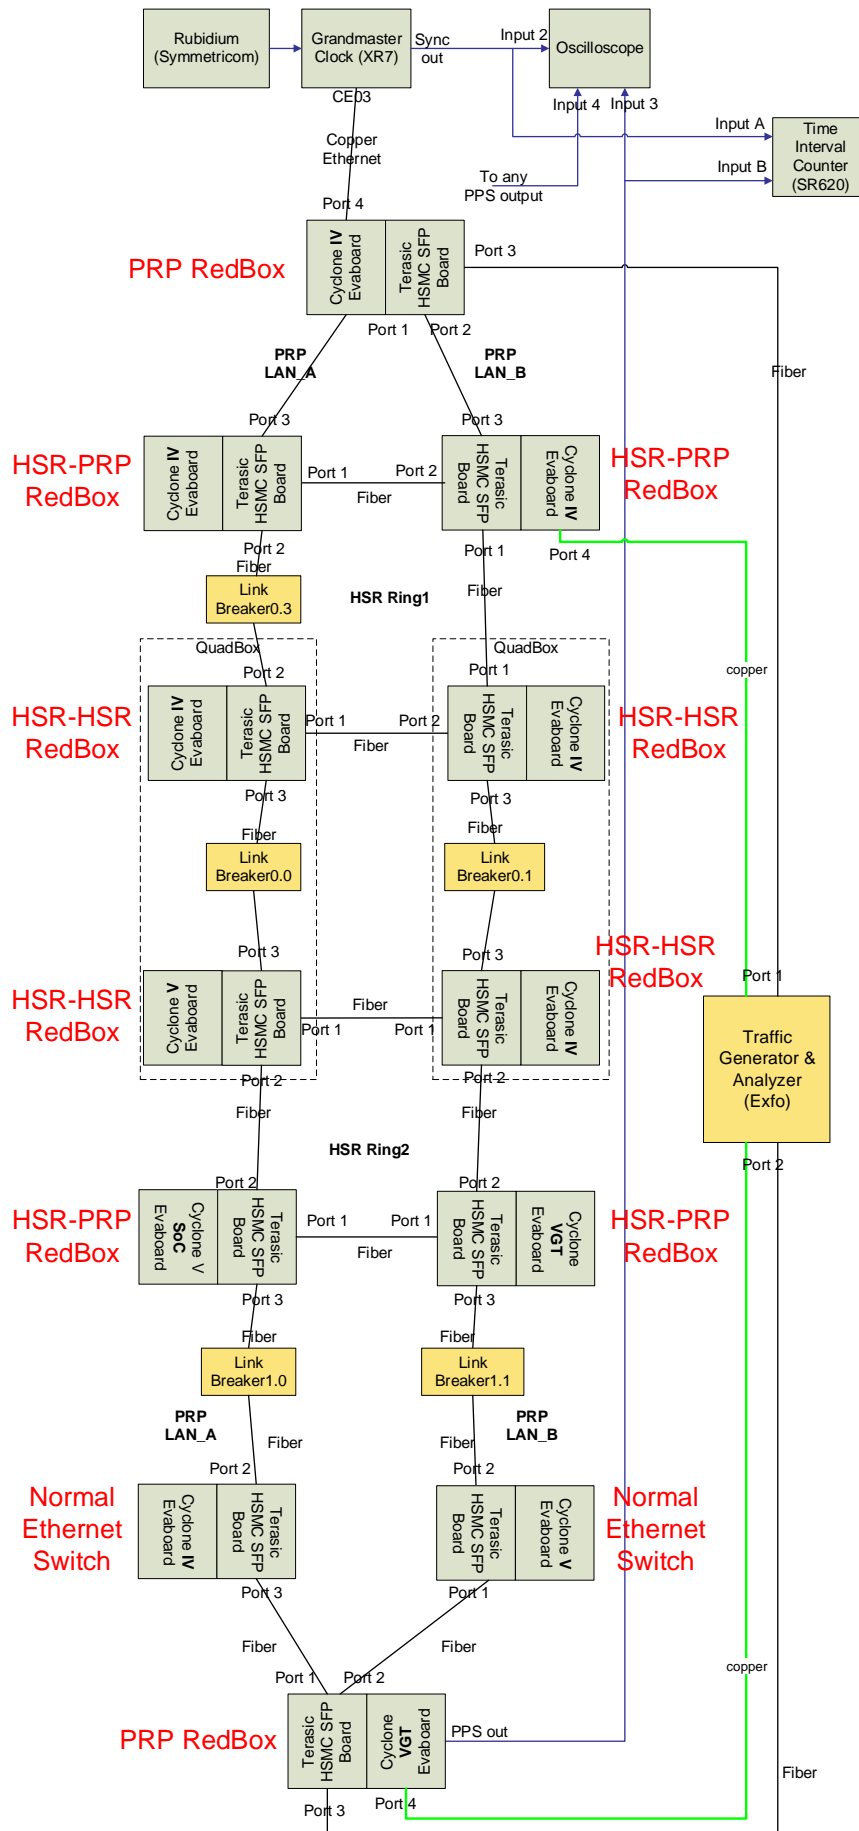 Rubidium
(Symmetricom)
Grandmaster
Clock (XR7)
Sync
out
Input 2
Oscilloscope
CE03
Input 4
Input 3
Input A
Time
Interval
Counter
(SR620)
Input B
Copper
Ethernet
To any
PPS output
Port 4
PRP RedBox
Cyclone IV
Evaboard
Terasic
HSMC SFP
Board
Port 3
Port 1
Port 2
PRP
LAN_A
PRP
LAN_B
Fiber
Port 3
Port 3
HSR-PRP
RedBox
Cyclone IV
Evaboard
Terasic
HSMC SFP
Board
Port 1
Port 2
Fiber
Terasic
HSMC SFP
Board
Cyclone IV
Evaboard
HSR-PRP
RedBox
Port 2
Fiber
Port 1
Port 4
Link
Breaker0.3
HSR Ring1
Fiber
QuadBox
Port 2
QuadBox
Port 1
copper
HSR-HSR
RedBox
Cyclone IV
Evaboard
Terasic
HSMC SFP
Board
Port 1
Port 2
Fiber
Terasic
HSMC SFP
Board
Cyclone IV
Evaboard
HSR-HSR
RedBox
Port 3
Port 3
Fiber
Fiber
Link
Breaker0.0
Link
Breaker0.1
Port 3
Port 3
HSR-HSR
RedBox
HSR-HSR
RedBox
Cyclone V
Evaboard
Terasic
HSMC SFP
Board
Fiber
Port 1
Port 1
Terasic
HSMC SFP
Board
Cyclone IV
Evaboard
Port 1
Traffic
Generator &
Analyzer
(Exfo)
Port 2
Port 2
Port 2
Fiber
Fiber
HSR Ring2
Port 2
Port 2
HSR-PRP
RedBox
Cyclone V
SoC
Evaboard
Terasic
HSMC SFP
Board
Port 1
Port 1
Fiber
Terasic
HSMC SFP
Board
Cyclone
VGT
Evaboard
HSR-PRP
RedBox
Port 3
Port 3
Fiber
Fiber
Link
Breaker1.0
Link
Breaker1.1
PRP
LAN_A
PRP
LAN_B
Fiber
Fiber
Port 2
Port 2
Normal
Ethernet
Switch
Cyclone IV
Evaboard
Terasic
HSMC SFP
Board
Terasic
HSMC SFP
Board
Cyclone V
Evaboard
Normal
Ethernet
Switch
Port 3
Port 1
Fiber
Fiber
Port 1
Port 2
copper
PRP RedBox
Terasic
HSMC SFP
Board
Cyclone
VGT
Evaboard
PPS out
Fiber
Port 3
Port 4